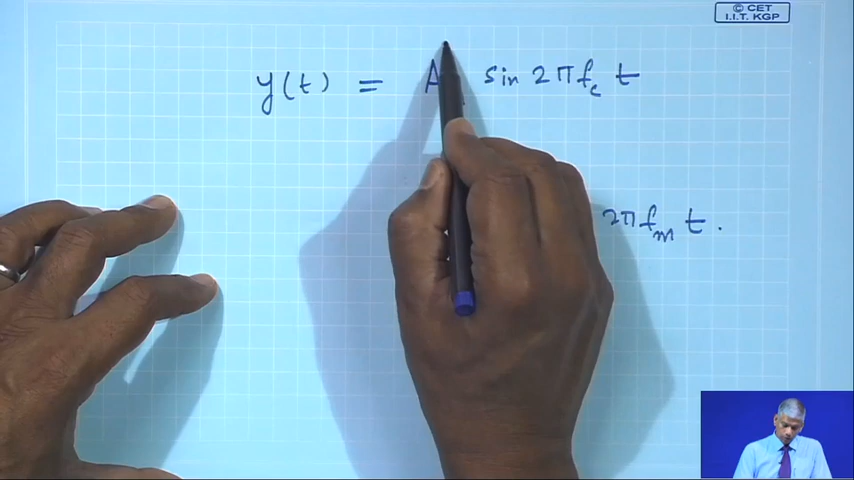 © CET
I.I.T. KGP
y(t) = A sin 2πf_c t
2πf_m t.